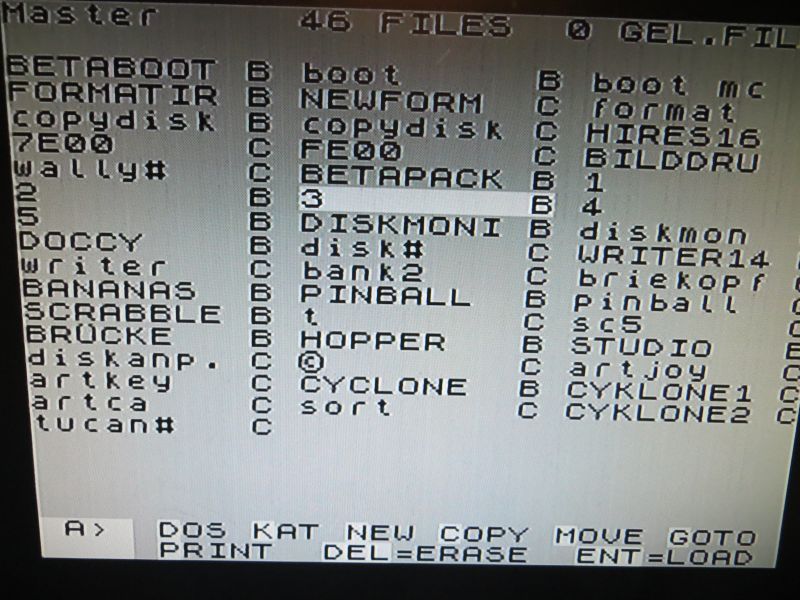 Master 46 FILES 0 GEL.FIL
BETABOOT B boot B boot mc
FORMATIR B NEWFORM C format
copydisk B copydisk C HIRES16
7E00 C FE00 C BILDDRU
wally# C BETAPACK B 1
2 B 3 B 4
5 B DISKMONI B diskmon
DOCCY B disk# C WRITER14 C
writer C bank2 C briekopf C
BANANAS B PINBALL B pinball C
SCRABBLE B t C sc5 C
BRÜCKE B HOPPER B STUDIO B
diskanp. C © C artjoy C
artkey C CYCLONE B CYKLONE1 C
artca C sort C CYKLONE2 C
tucan# C
A> DOS KAT NEW COPY MOVE GOTO
PRINT DEL=ERASE ENT=LOAD